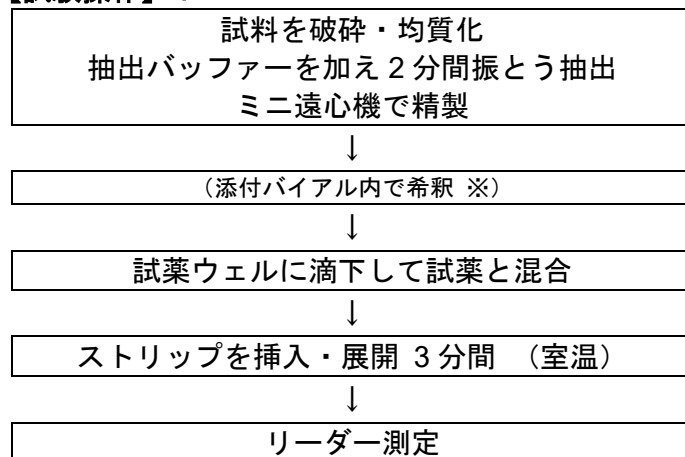 試料を破砕・均質化
抽出バッファーを加え2分間振とう抽出
ミニ遠心機で精製
↓
（添付バイアル内で希釈 ※）
↓
試薬ウェルに滴下して試薬と混合
↓
ストリップを挿入・展開 3分間 （室温）
↓
リーダー測定